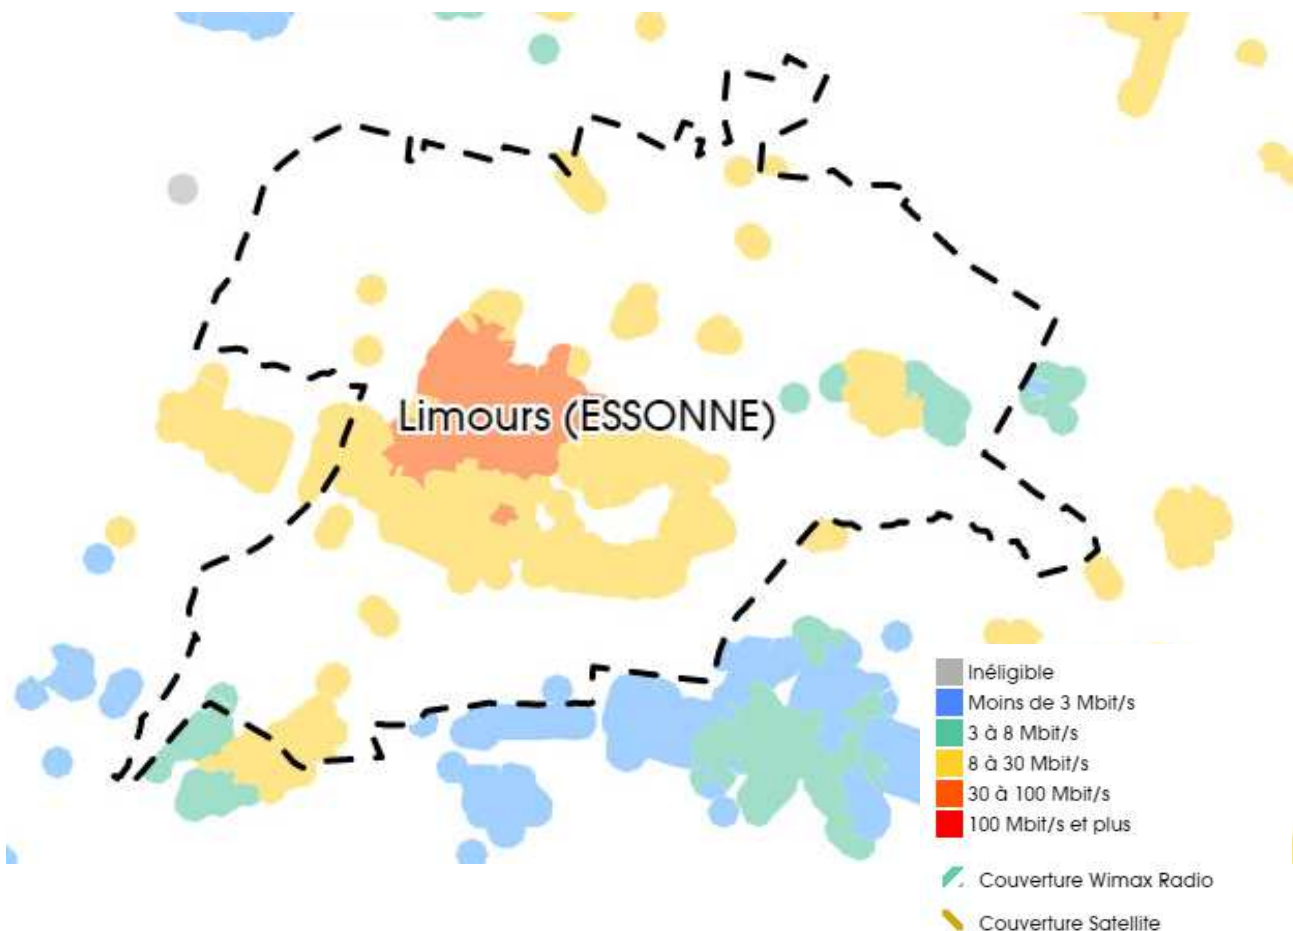 Limours (ESSONNE)
Inéligible
Moins de 3 Mbit/s
3 à 8 Mbit/s
8 à 30 Mbit/s
30 à 100 Mbit/s
100 Mbit/s et plus
Couverture Wimax Radio
Couverture Satellite